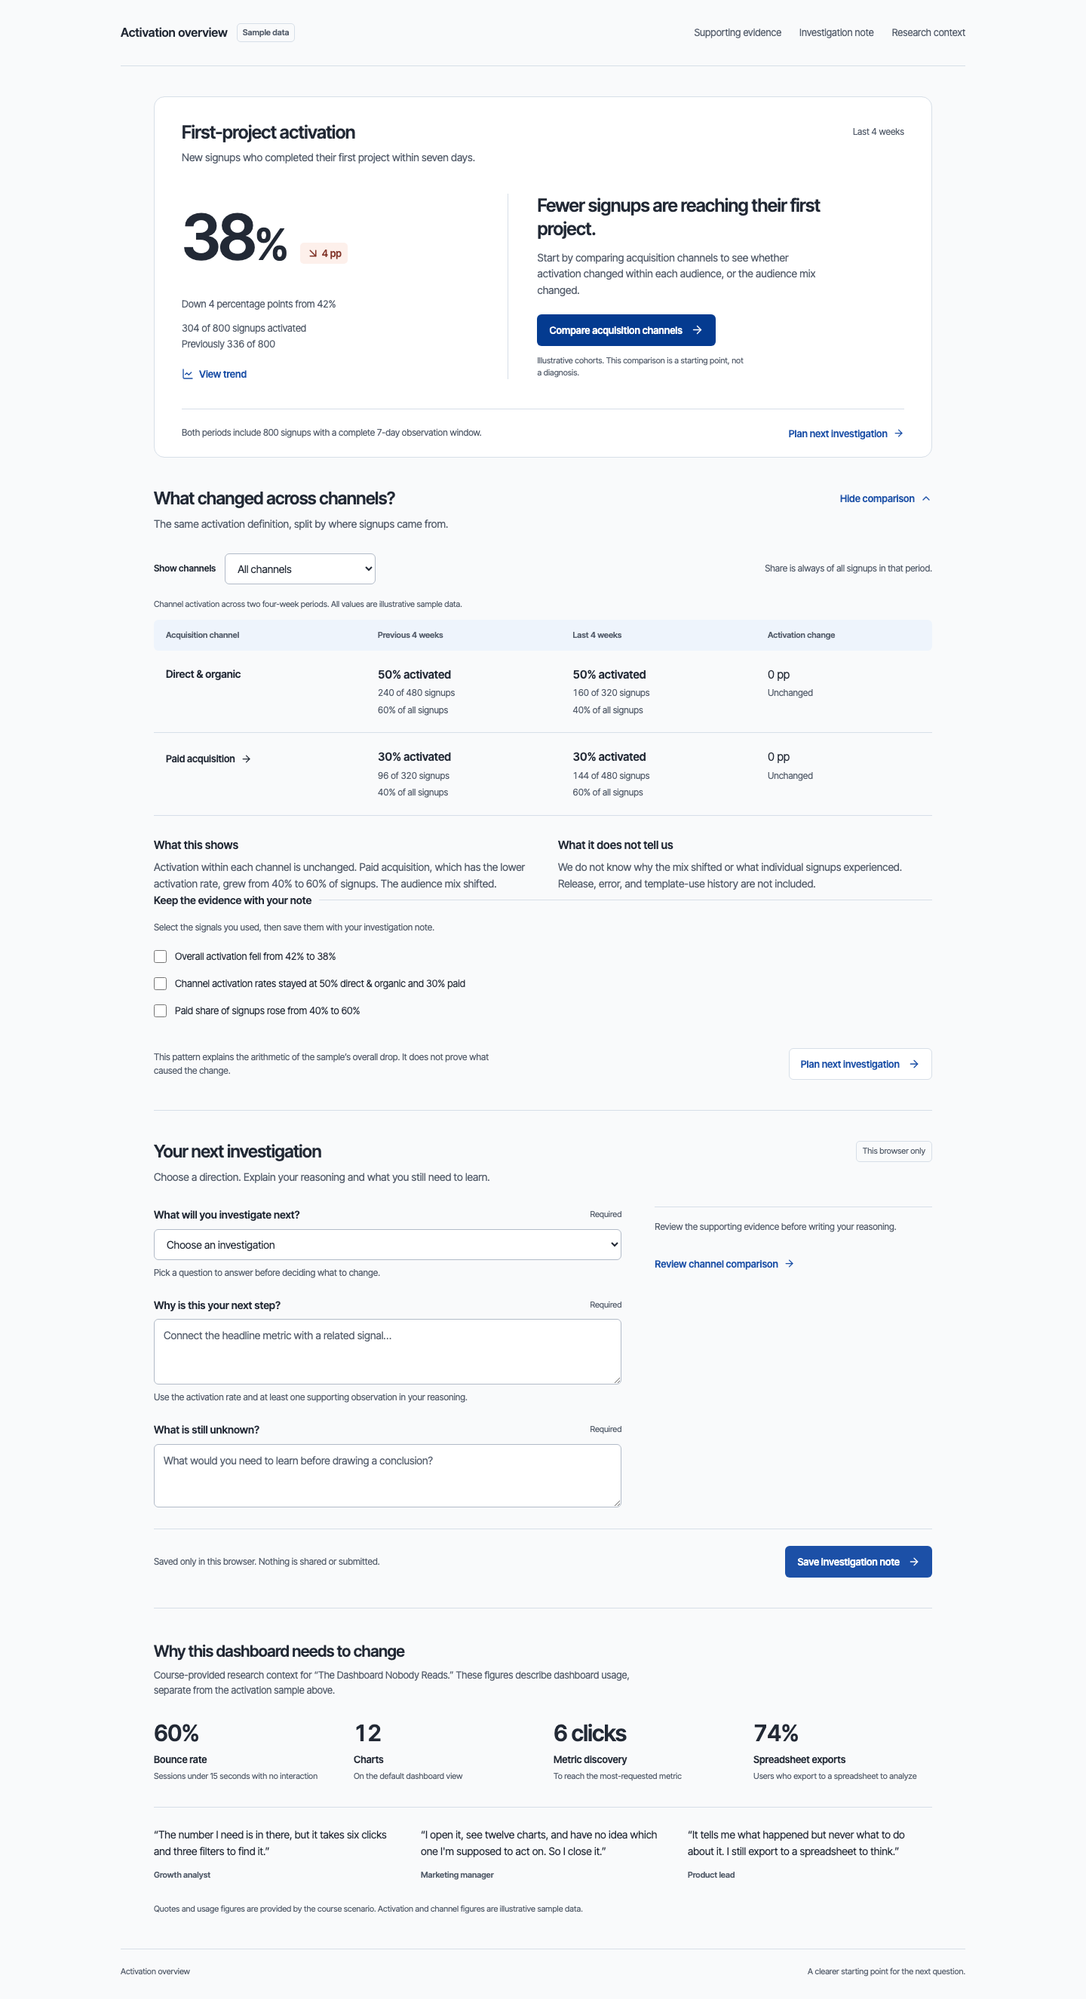 Activation overview
Sample data
Supporting evidence
Investigation note
Research context
First-project activation
Last 4 weeks
New signups who completed their first project within seven days.
38%
4 pp
Down 4 percentage points from 42%
304 of 800 signups activated
Previously 336 of 800
View trend
Fewer signups are reaching their first
project.
Start by comparing acquisition channels to see whether
activation changed within each audience, or the audience mix
changed.
Compare acquisition channels
Illustrative cohorts. This comparison is a starting point, not
a diagnosis.
Both periods include 800 signups with a complete 7-day observation window.
Plan next investigation
What changed across channels?
Hide comparison
The same activation definition, split by where signups came from.
Show channels
All channels
Share is always of all signups in that period.
Channel activation across two four-week periods. All values are illustrative sample data.
Acquisition channel
Previous 4 weeks
Last 4 weeks
Activation change
Direct & organic
50% activated
240 of 480 signups
60% of all signups
50% activated
160 of 320 signups
40% of all signups
0 pp
Unchanged
Paid acquisition
30% activated
96 of 320 signups
40% of all signups
30% activated
144 of 480 signups
60% of all signups
0 pp
Unchanged
What this shows
Activation within each channel is unchanged. Paid acquisition, which has the lower
activation rate, grew from 40% to 60% of signups. The audience mix shifted.
What it does not tell us
We do not know why the mix shifted or what individual signups experienced.
Release, error, and template-use history are not included.
Keep the evidence with your note
Select the signals you used, then save them with your investigation note.
Overall activation fell from 42% to 38%
Channel activation rates stayed at 50% direct & organic and 30% paid
Paid share of signups rose from 40% to 60%
This pattern explains the arithmetic of the sample's overall drop. It does not prove what
caused the change.
Plan next investigation
Your next investigation
This browser only
Choose a direction. Explain your reasoning and what you still need to learn.
What will you investigate next?
Required
Choose an investigation
Pick a question to answer before deciding what to change.
Review the supporting evidence before writing your reasoning.
Review channel comparison
Why is this your next step?
Required
Connect the headline metric with a related signal...
Use the activation rate and at least one supporting observation in your reasoning.
What is still unknown?
Required
What would you need to learn before drawing a conclusion?
Saved only in this browser. Nothing is shared or submitted.
Save investigation note
Why this dashboard needs to change
Course-provided research context for “The Dashboard Nobody Reads.” These figures describe dashboard usage,
separate from the activation sample above.
60%
Bounce rate
Sessions under 15 seconds with no interaction
12
Charts
On the default dashboard view
6 clicks
Metric discovery
To reach the most-requested metric
74%
Spreadsheet exports
Users who export to a spreadsheet to analyze
“The number I need is in there, but it takes six clicks
and three filters to find it.”
Growth analyst
“I open it, see twelve charts, and have no idea which
one I'm supposed to act on. So I close it.”
Marketing manager
“It tells me what happened but never what to do
about it. I still export to a spreadsheet to think.”
Product lead
Quotes and usage figures are provided by the course scenario. Activation and channel figures are illustrative sample data.
Activation overview
A clearer starting point for the next question.